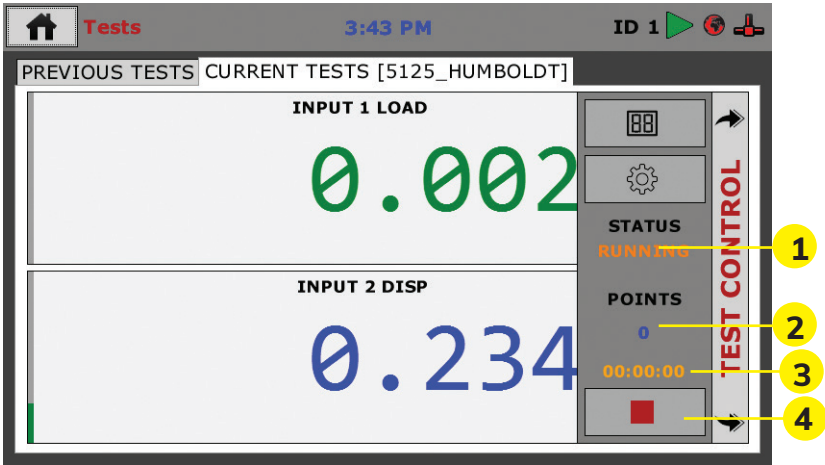 Tests
3:43 PM
ID 1
PREVIOUS TESTS
CURRENT TESTS [5125_HUMBOLDT]
INPUT 1 LOAD
0.002
INPUT 2 DISP
0.234
88
STATUS
RUNNING
POINTS
0
00:00:00
TEST CONTROL
1
2
3
4